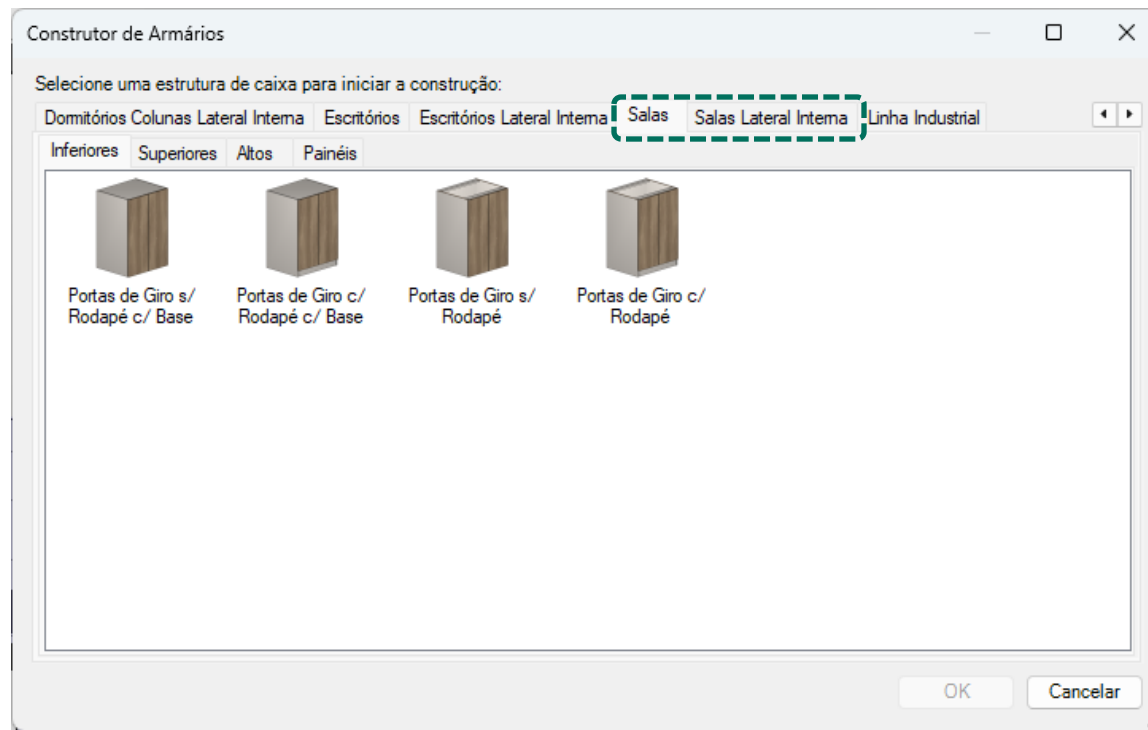 Construtor de Armários
Selecione uma estrutura de caixa para iniciar a construção:
Dormitórios Colunas Lateral Interna Escritórios Escritórios Lateral Interna Salas Salas Lateral Interna Linha Industrial
Inferiores Superiores Altos Painéis
Portas de Giro s/ Portas de Giro c/ Portas de Giro s/ Portas de Giro c/
Rodapé c/ Base Rodapé c/ Base Rodapé Rodapé
OK Cancelar